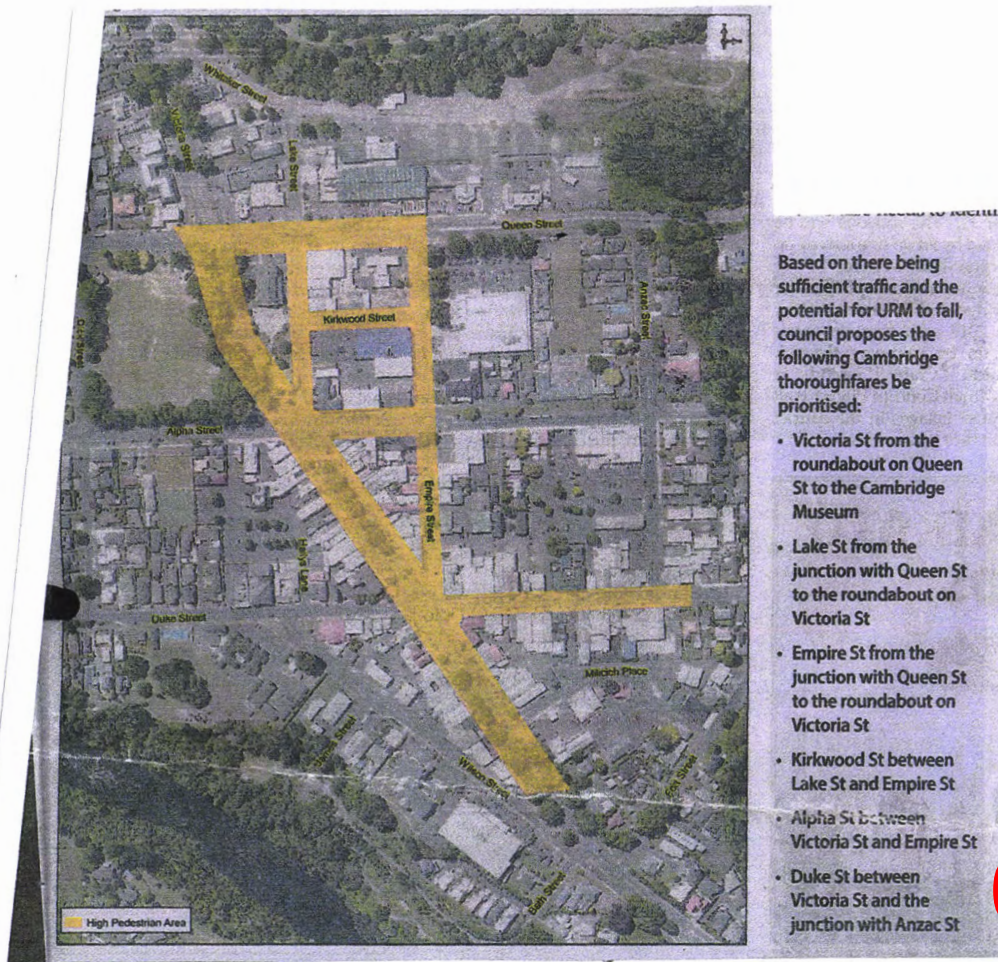 Whitaker Street
Victoria Street
Lake Street
Queen Street
Kirkwood Street
Anzac Street
Alpha Street
Empire Street
Duke Street
Milicich Place
Wilson Street
High Pedestrian Area
needs to identi
Based on there being
sufficient traffic and the
potential for URM to fall,
council proposes the
following Cambridge
thoroughfares be
prioritised:
• Victoria St from the
roundabout on Queen
St to the Cambridge
Museum
• Lake St from the
junction with Queen St
to the roundabout on
Victoria St
• Empire St from the
junction with Queen St
to the roundabout on
Victoria St
• Kirkwood St between
Lake St and Empire St
• Alpha St between
Victoria St and Empire St
• Duke St between
Victoria St and the
junction with Anzac St